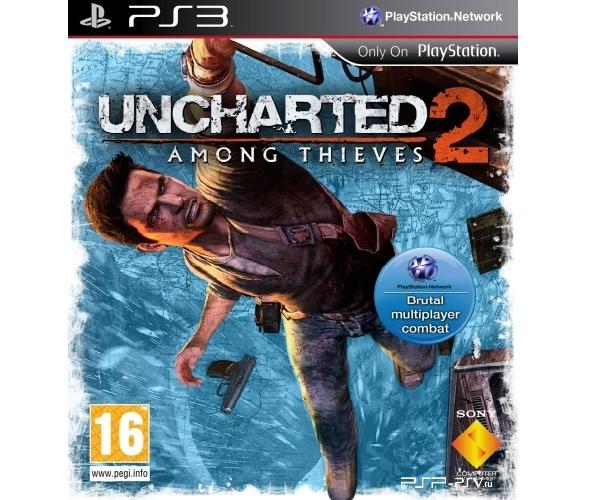 PS3
PlayStation®Network
Only On PlayStation®
UNCHARTED 2
AMONG THIEVES
PlayStation®Network
Brutal
multiplayer
combat
16
www.pegi.info
SONY
COMPUTER
PSP-PSV.ru